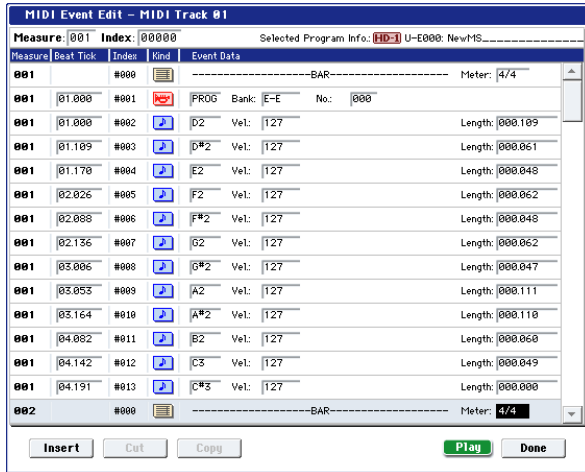 MIDI Event Edit – MIDI Track 01
Measure: 001 Index: 00000 Selected Program Info.: HD-1 U-E000: NewMS
Measure Beat Tick Index Kind Event Data
001 #000 BAR Meter: 4/4
001 01.000 #001 PROG Bank: E-E No.: 000
001 01.000 #002 D2 Vel.: 127 Length: 000.109
001 01.109 #003 D#2 Vel.: 127 Length: 000.061
001 01.170 #004 E2 Vel.: 127 Length: 000.048
001 02.026 #005 F2 Vel.: 127 Length: 000.062
001 02.088 #006 F#2 Vel.: 127 Length: 000.048
001 02.136 #007 G2 Vel.: 127 Length: 000.062
001 03.006 #008 G#2 Vel.: 127 Length: 000.047
001 03.053 #009 A2 Vel.: 127 Length: 000.111
001 03.164 #010 A#2 Vel.: 127 Length: 000.110
001 04.082 #011 B2 Vel.: 127 Length: 000.060
001 04.142 #012 C3 Vel.: 127 Length: 000.049
001 04.191 #013 C#3 Vel.: 127 Length: 000.000
002 #000 BAR Meter: 4/4
Insert Cut Copy Play Done